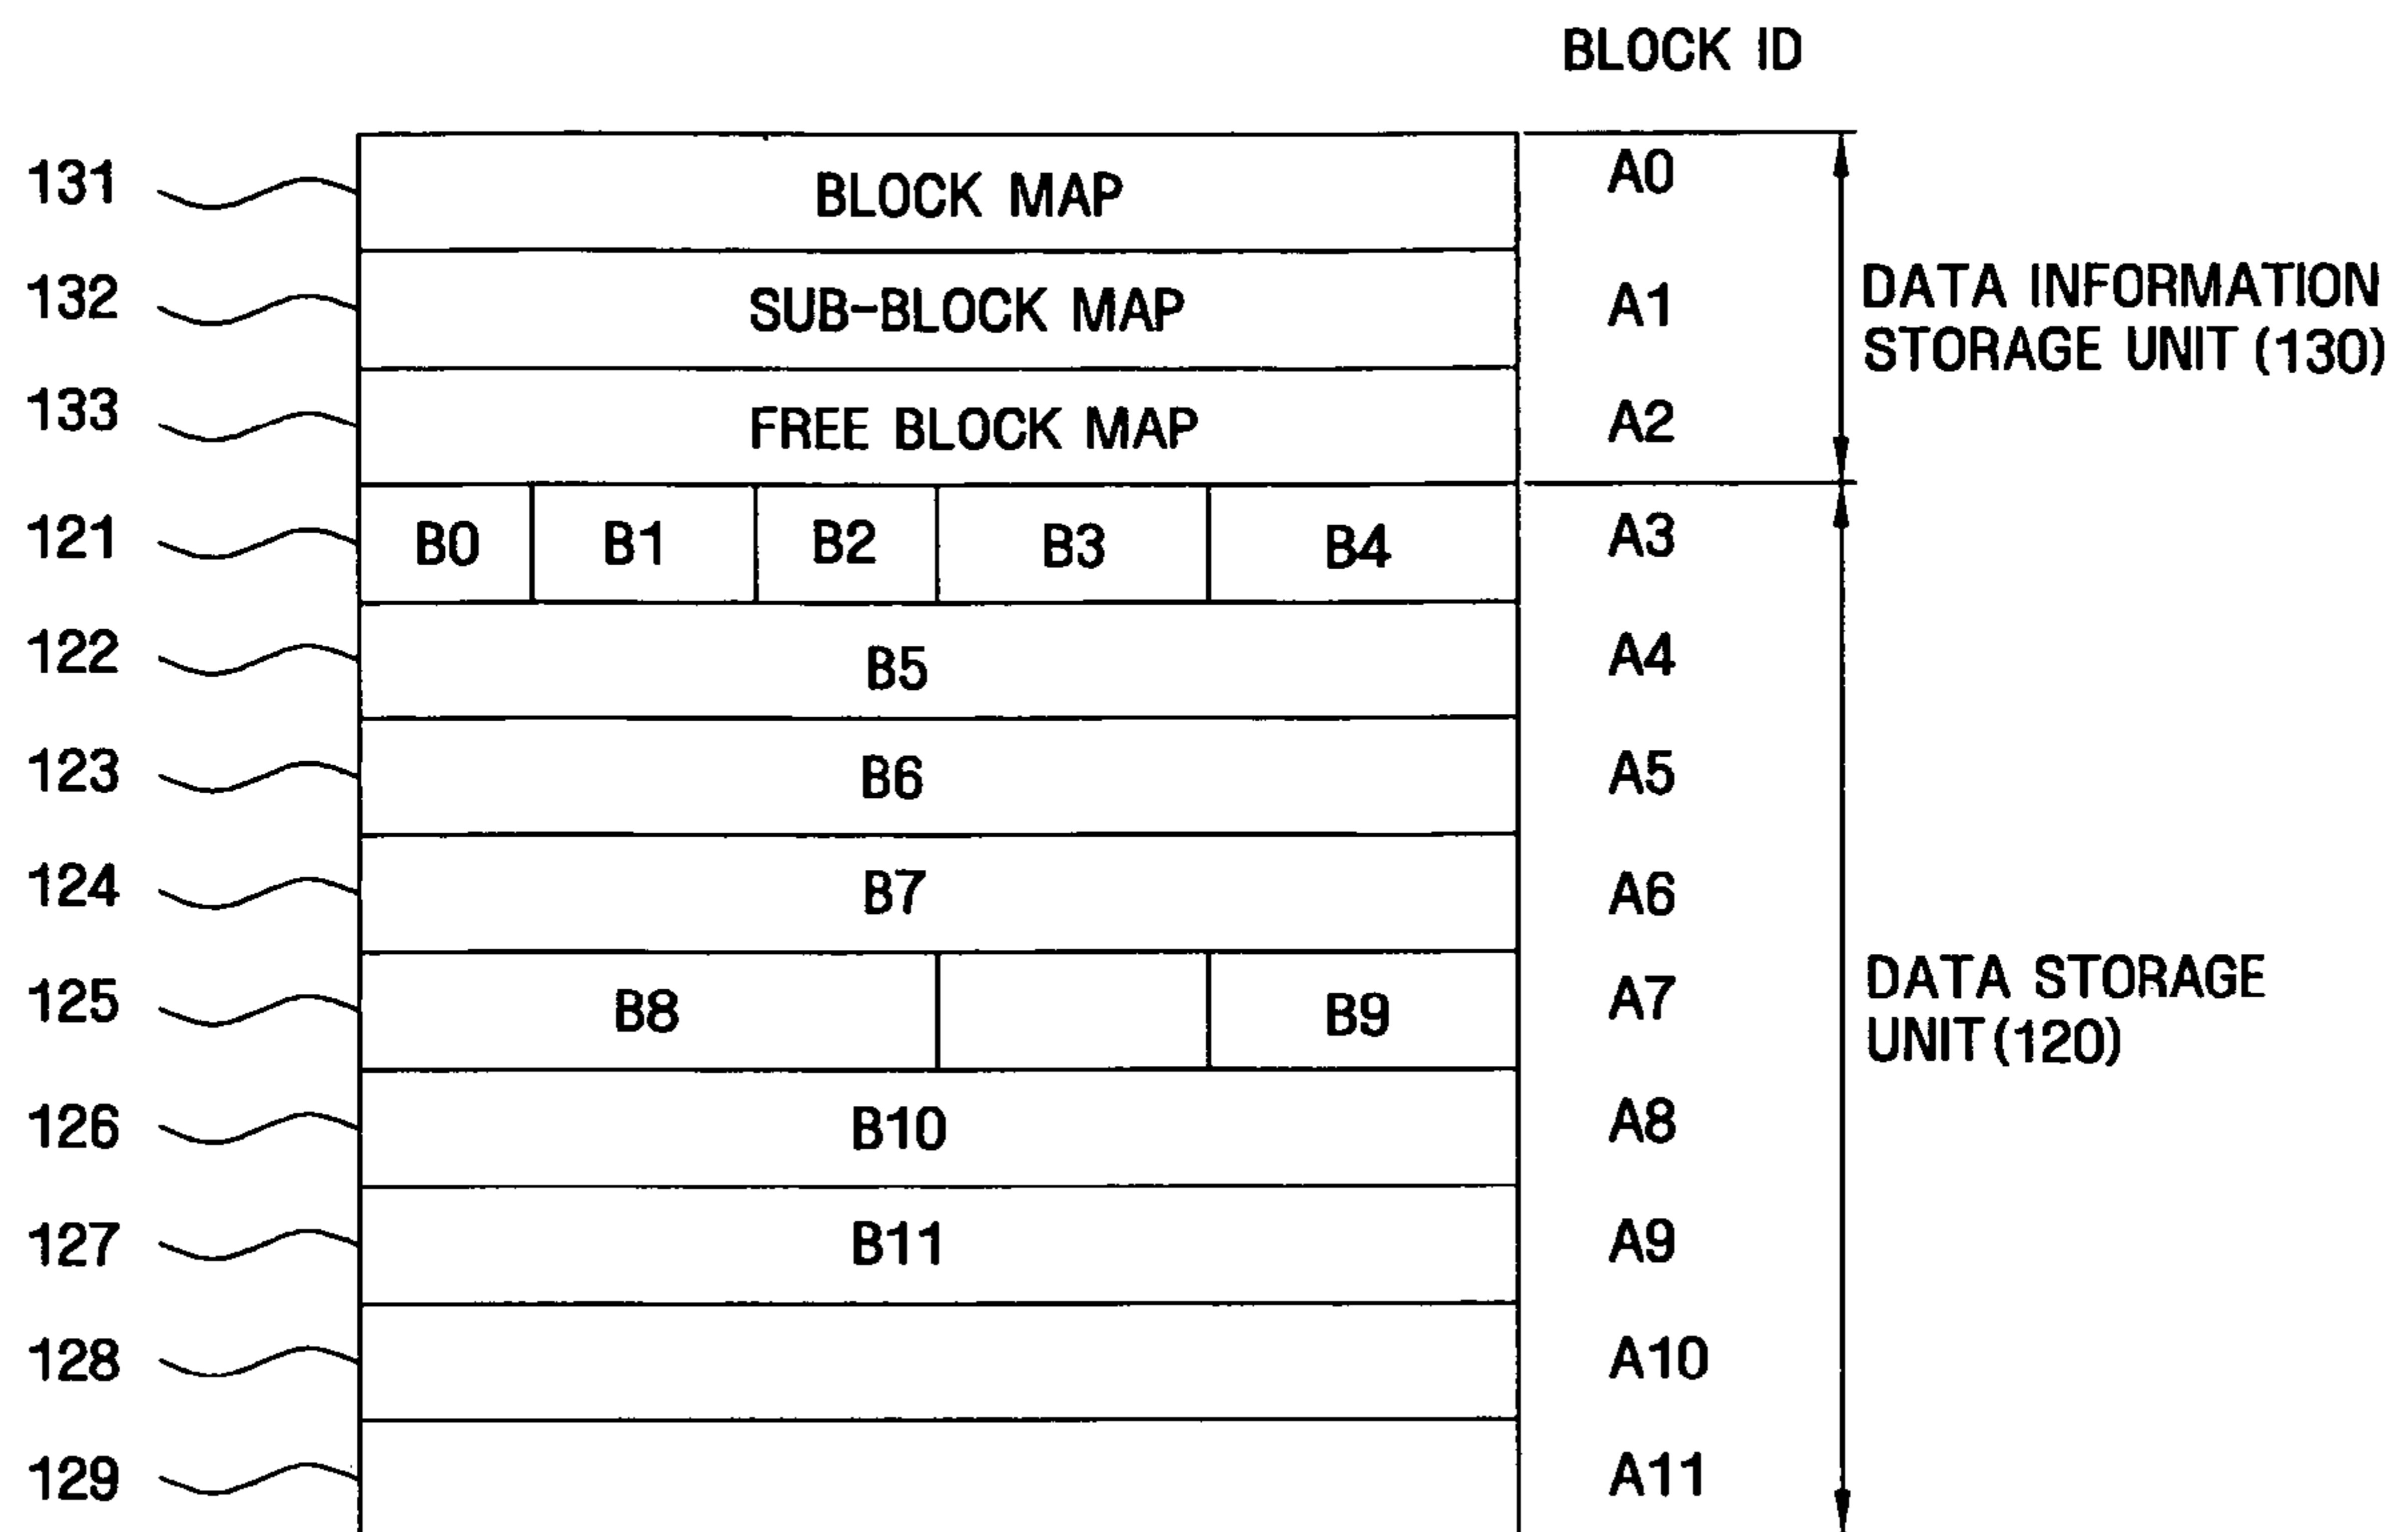 BLOCK ID
131 BLOCK MAP A0
132 SUB-BLOCK MAP A1
DATA INFORMATION
STORAGE UNIT (130)
133 FREE BLOCK MAP A2
121 B0 B1 B2 B3 B4 A3
122 B5 A4
123 B6 A5
124 B7 A6
125 B8 B9 A7
DATA STORAGE
UNIT (120)
126 B10 A8
127 B11 A9
128 A10
129 A11